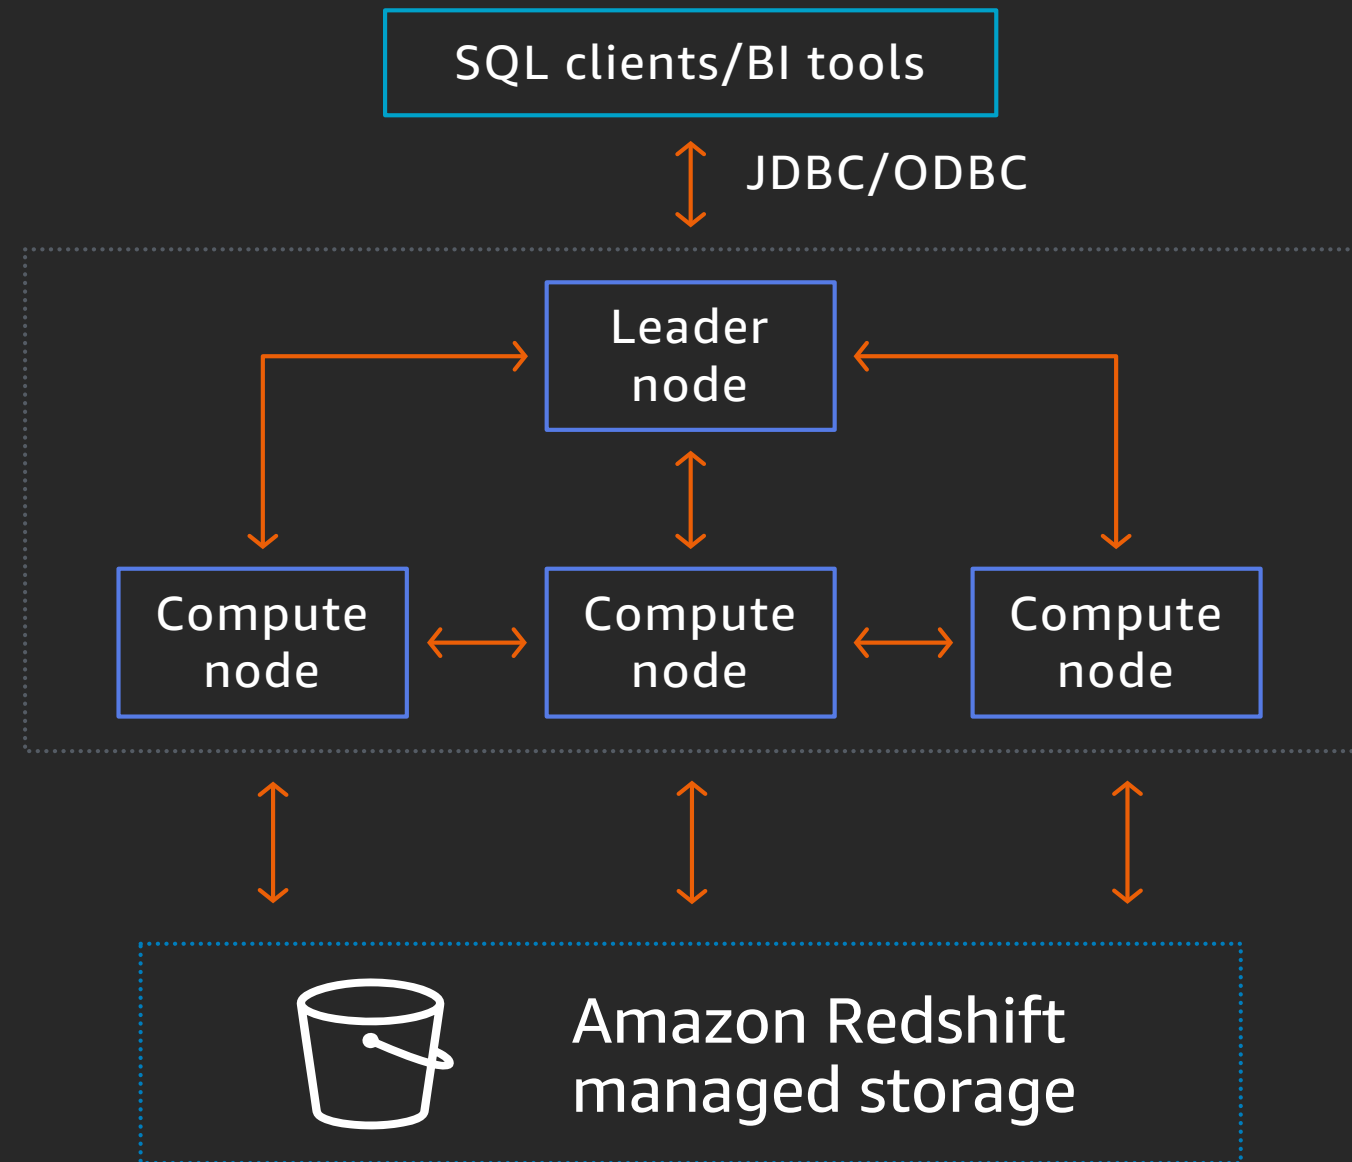 SQL clients/BI tools
JDBC/ODBC
Leader
node
Compute
node
Compute
node
Compute
node
Amazon Redshift
managed storage